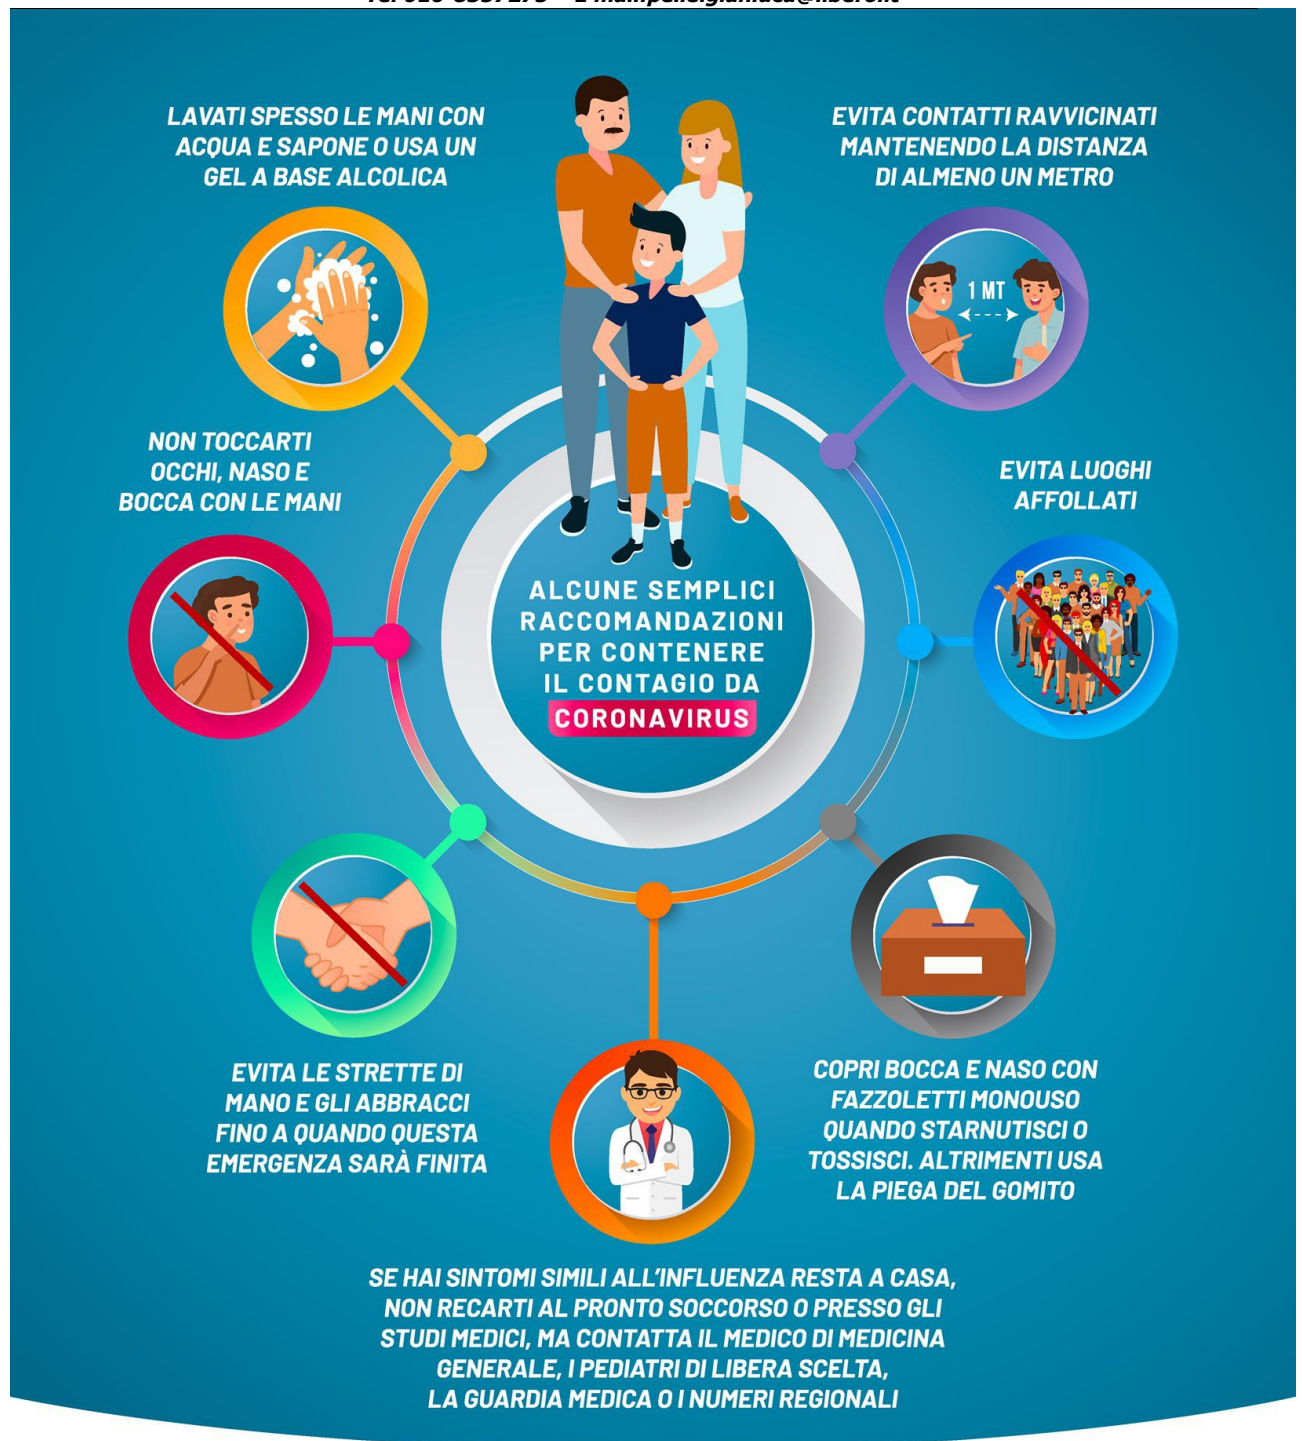 LAVATI SPESSO LE MANI CON
ACQUA E SAPONE O USA UN
GEL A BASE ALCOLICA
EVITA CONTATTI RAVVICINATI
MANTENENDO LA DISTANZA
DI ALMENO UN METRO
1 MT
NON TOCCARTI
OCCHI, NASO E
BOCCA CON LE MANI
EVITA LUOGHI
AFFOLLATI
ALCUNE SEMPLICI
RACCOMANDAZIONI
PER CONTENERE
IL CONTAGIO DA
CORONAVIRUS
EVITA LE STRETTE DI
MANO E GLI ABBRACCI
FINO A QUANDO QUESTA
EMERGENZA SARÀ FINITA
COPRI BOCCA E NASO CON
FAZZOLETTI MONOUSO
QUANDO STARNUTISCI O
TOSSISCI. ALTRIMENTI USA
LA PIEGA DEL GOMITO
SE HAI SINTOMI SIMILI ALL'INFLUENZA RESTA A CASA,
NON RECARTI AL PRONTO SOCCORSO O PRESSO GLI
STUDI MEDICI, MA CONTATTA IL MEDICO DI MEDICINA
GENERALE, I PEDIATRI DI LIBERA SCELTA,
LA GUARDIA MEDICA O I NUMERI REGIONALI